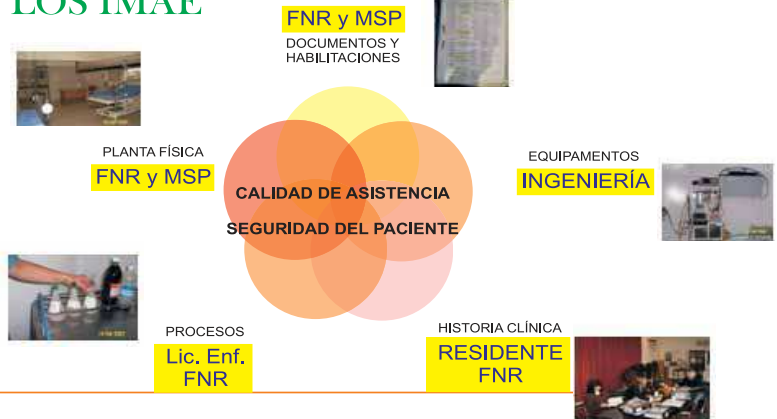 LOS IMAE
FNR y MSP
DOCUMENTOS Y
HABILITACIONES
PLANTA FÍSICA
FNR y MSP
EQUIPAMENTOS
INGENIERÍA
CALIDAD DE ASISTENCIA
SEGURIDAD DEL PACIENTE
PROCESOS
Lic. Enf.
FNR
HISTORIA CLÍNICA
RESIDENTE
FNR